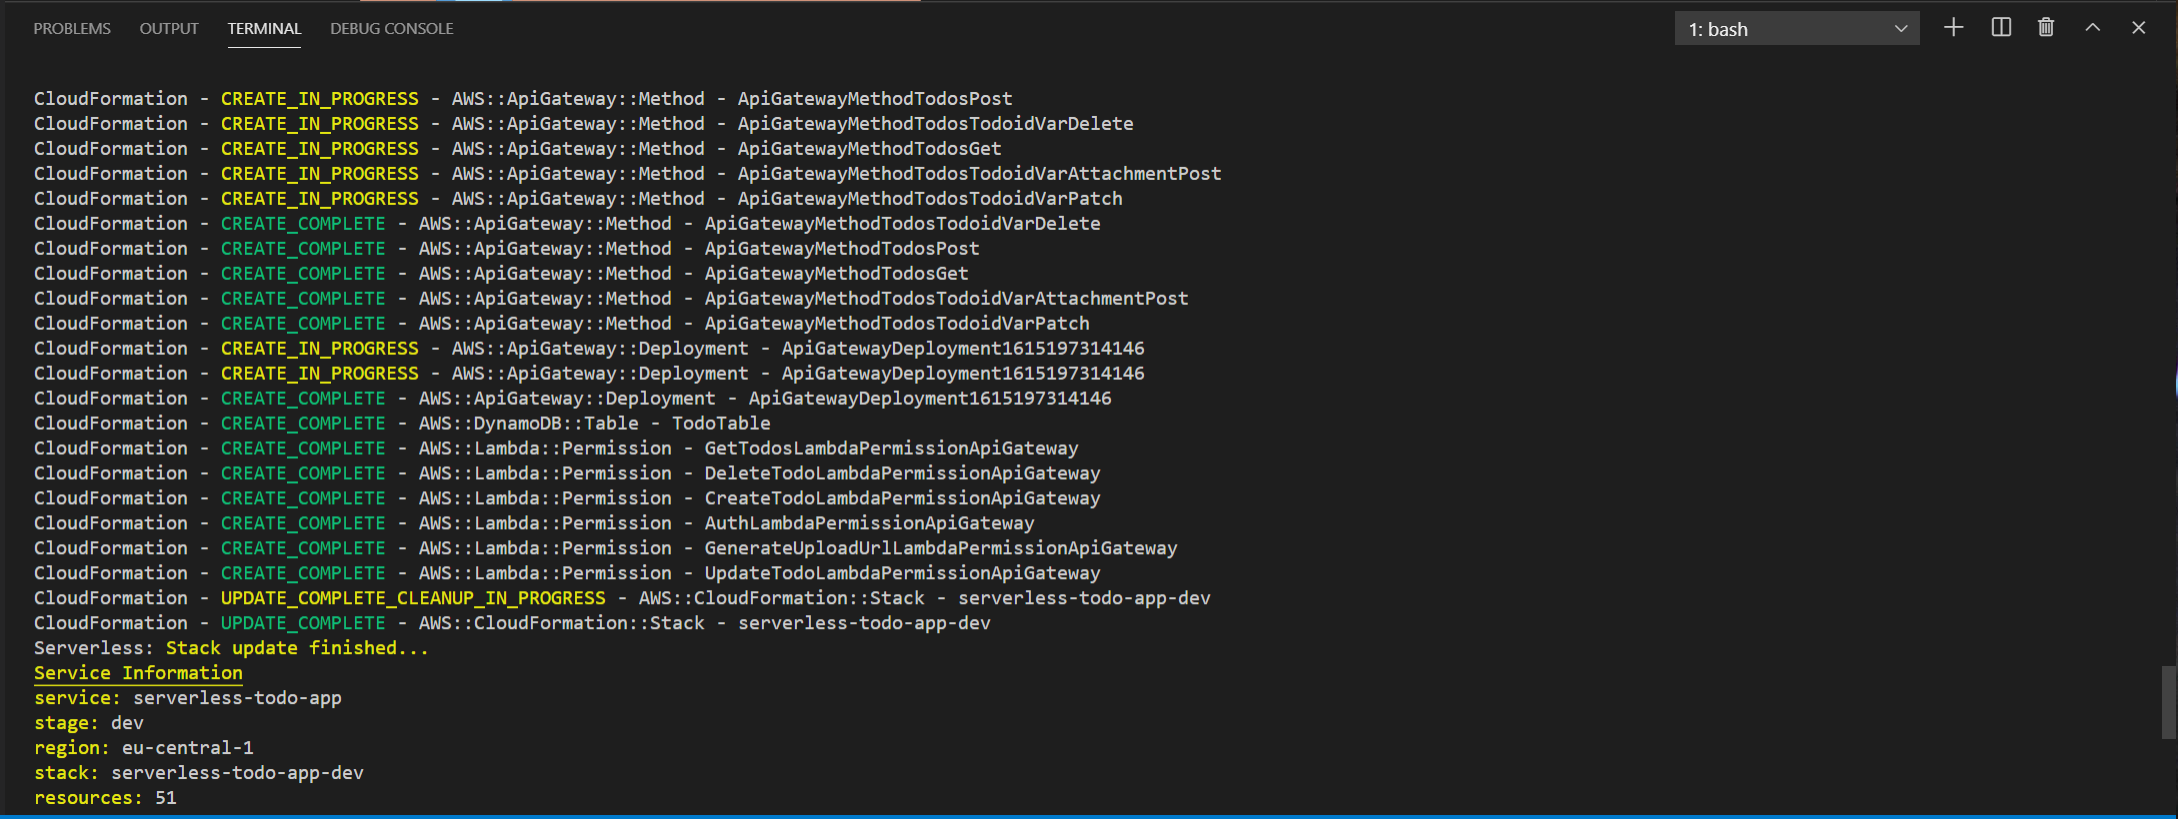 PROBLEMS OUTPUT TERMINAL DEBUG CONSOLE 1: bash
CloudFormation - CREATE_IN_PROGRESS - AWS::ApiGateway::Method - ApiGatewayMethodTodosPost
CloudFormation - CREATE_IN_PROGRESS - AWS::ApiGateway::Method - ApiGatewayMethodTodosTodoidVarDelete
CloudFormation - CREATE_IN_PROGRESS - AWS::ApiGateway::Method - ApiGatewayMethodTodosGet
CloudFormation - CREATE_IN_PROGRESS - AWS::ApiGateway::Method - ApiGatewayMethodTodosTodoidVarAttachmentPost
CloudFormation - CREATE_IN_PROGRESS - AWS::ApiGateway::Method - ApiGatewayMethodTodosTodoidVarPatch
CloudFormation - CREATE_COMPLETE - AWS::ApiGateway::Method - ApiGatewayMethodTodosTodoidVarDelete
CloudFormation - CREATE_COMPLETE - AWS::ApiGateway::Method - ApiGatewayMethodTodosPost
CloudFormation - CREATE_COMPLETE - AWS::ApiGateway::Method - ApiGatewayMethodTodosGet
CloudFormation - CREATE_COMPLETE - AWS::ApiGateway::Method - ApiGatewayMethodTodosTodoidVarAttachmentPost
CloudFormation - CREATE_COMPLETE - AWS::ApiGateway::Method - ApiGatewayMethodTodosTodoidVarPatch
CloudFormation - CREATE_IN_PROGRESS - AWS::ApiGateway::Deployment - ApiGatewayDeployment1615197314146
CloudFormation - CREATE_IN_PROGRESS - AWS::ApiGateway::Deployment - ApiGatewayDeployment1615197314146
CloudFormation - CREATE_COMPLETE - AWS::ApiGateway::Deployment - ApiGatewayDeployment1615197314146
CloudFormation - CREATE_COMPLETE - AWS::DynamoDB::Table - TodoTable
CloudFormation - CREATE_COMPLETE - AWS::Lambda::Permission - GetTodosLambdaPermissionApiGateway
CloudFormation - CREATE_COMPLETE - AWS::Lambda::Permission - DeleteTodoLambdaPermissionApiGateway
CloudFormation - CREATE_COMPLETE - AWS::Lambda::Permission - CreateTodoLambdaPermissionApiGateway
CloudFormation - CREATE_COMPLETE - AWS::Lambda::Permission - AuthLambdaPermissionApiGateway
CloudFormation - CREATE_COMPLETE - AWS::Lambda::Permission - GenerateUploadUrlLambdaPermissionApiGateway
CloudFormation - CREATE_COMPLETE - AWS::Lambda::Permission - UpdateTodoLambdaPermissionApiGateway
CloudFormation - UPDATE_COMPLETE_CLEANUP_IN_PROGRESS - AWS::CloudFormation::Stack - serverless-todo-app-dev
CloudFormation - UPDATE_COMPLETE - AWS::CloudFormation::Stack - serverless-todo-app-dev
Serverless: Stack update finished...
Service Information
service: serverless-todo-app
stage: dev
region: eu-central-1
stack: serverless-todo-app-dev
resources: 51